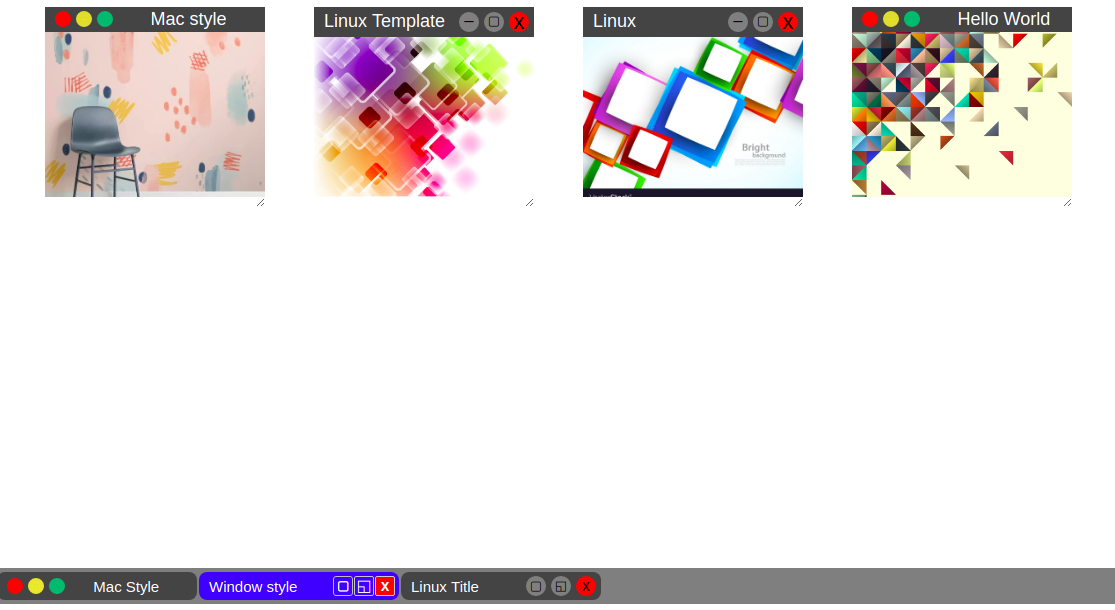 Mac style
Linux Template
X
Linux
X
Hello World
Bright
background
Mac Style
Window style
X
Linux Title
X